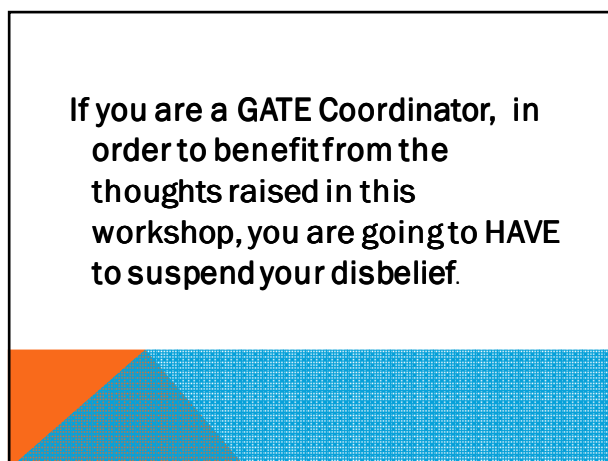 If you are a GATE Coordinator, in
order to benefit from the
thoughts raised in this
workshop, you are going to HAVE
to suspend your disbelief.